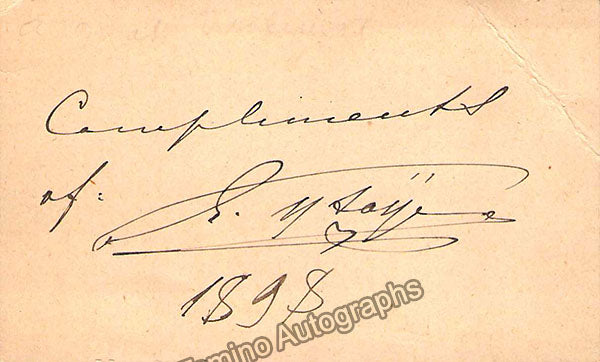 Compliments
of:
E. Ysaÿe
1898
Tamino Autographs